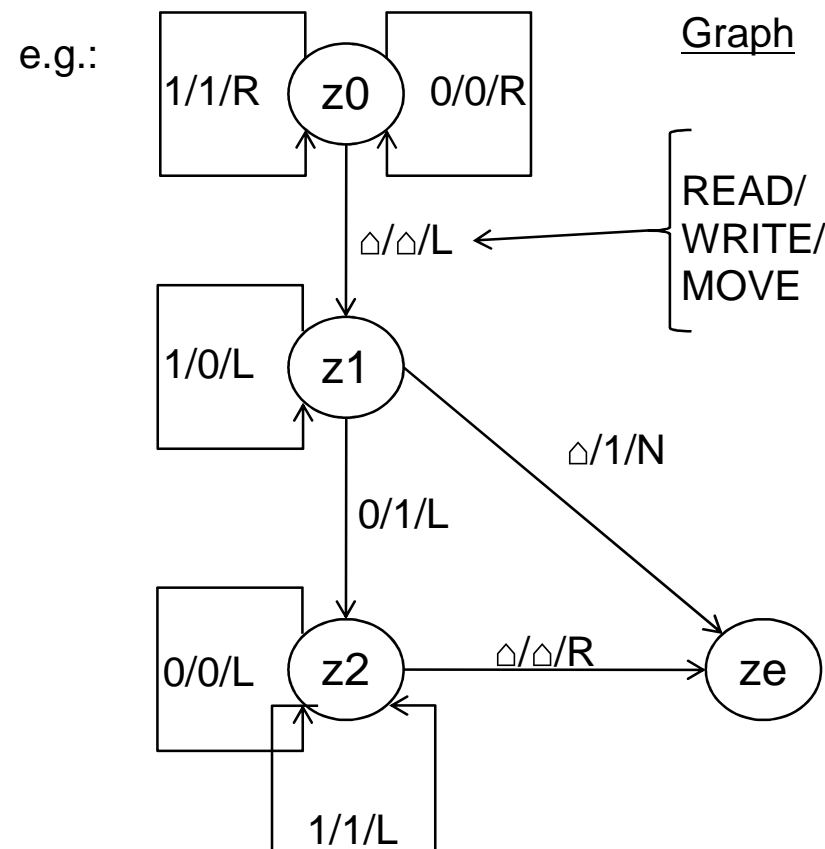 e.g.:
Graph
1/1/R
z0
0/0/R
READ/
WRITE/
MOVE
⌂/⌂/L
1/0/L
z1
⌂/1/N
0/1/L
0/0/L
z2
⌂/⌂/R
ze
1/1/L